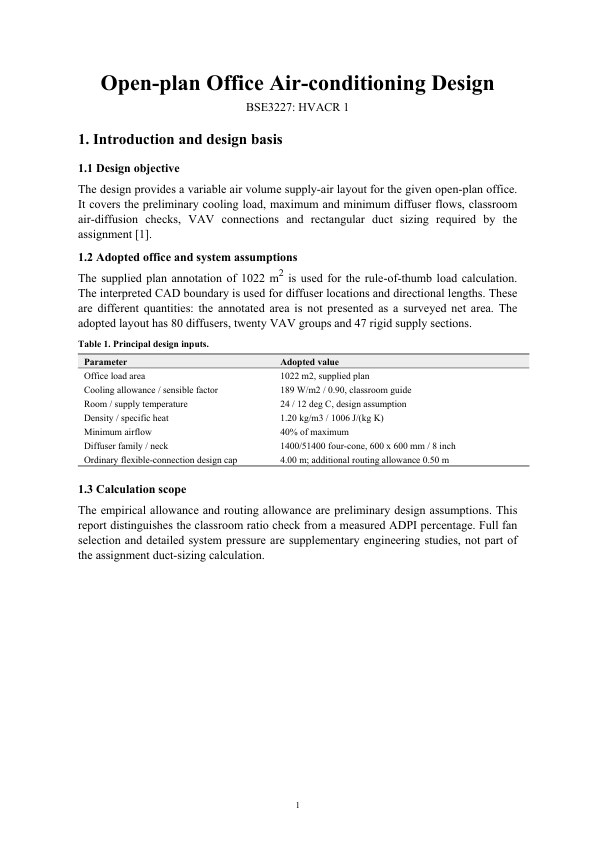 Open-plan Office Air-conditioning Design
BSE3227: HVACR 1
1. Introduction and design basis
1.1 Design objective
The design provides a variable air volume supply-air layout for the given open-plan office.
It covers the preliminary cooling load, maximum and minimum diffuser flows, classroom
air-diffusion checks, VAV connections and rectangular duct sizing required by the
assignment [1].
1.2 Adopted office and system assumptions
The supplied plan annotation of 1022 m2 is used for the rule-of-thumb load calculation.
The interpreted CAD boundary is used for diffuser locations and directional lengths. These
are different quantities: the annotated area is not presented as a surveyed net area. The
adopted layout has 80 diffusers, twenty VAV groups and 47 rigid supply sections.
Table 1. Principal design inputs.
Parameter Adopted value
Office load area 1022 m2, supplied plan
Cooling allowance / sensible factor 189 W/m2 / 0.90, classroom guide
Room / supply temperature 24 / 12 deg C, design assumption
Density / specific heat 1.20 kg/m3 / 1006 J/(kg K)
Minimum airflow 40% of maximum
Diffuser family / neck 1400/51400 four-cone, 600 x 600 mm / 8 inch
Ordinary flexible-connection design cap 4.00 m; additional routing allowance 0.50 m
1.3 Calculation scope
The empirical allowance and routing allowance are preliminary design assumptions. This
report distinguishes the classroom ratio check from a measured ADPI percentage. Full fan
selection and detailed system pressure are supplementary engineering studies, not part of
the assignment duct-sizing calculation.
1